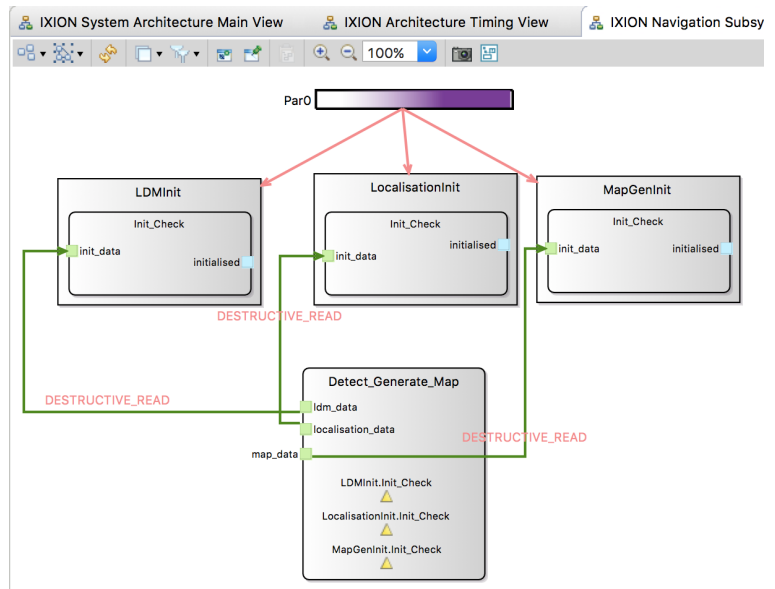 IXION System Architecture Main View
IXION Architecture Timing View
IXION Navigation Subsy
100%
Par0
LDMInit
Init_Check
init_data
initialised
LocalisationInit
Init_Check
init_data
initialised
MapGenInit
Init_Check
init_data
initialised
DESTRUCTIVE_READ
DESTRUCTIVE_READ
DESTRUCTIVE_READ
Detect_Generate_Map
ldm_data
localisation_data
map_data
LDMInit.Init_Check
LocalisationInit.Init_Check
MapGenInit.Init_Check